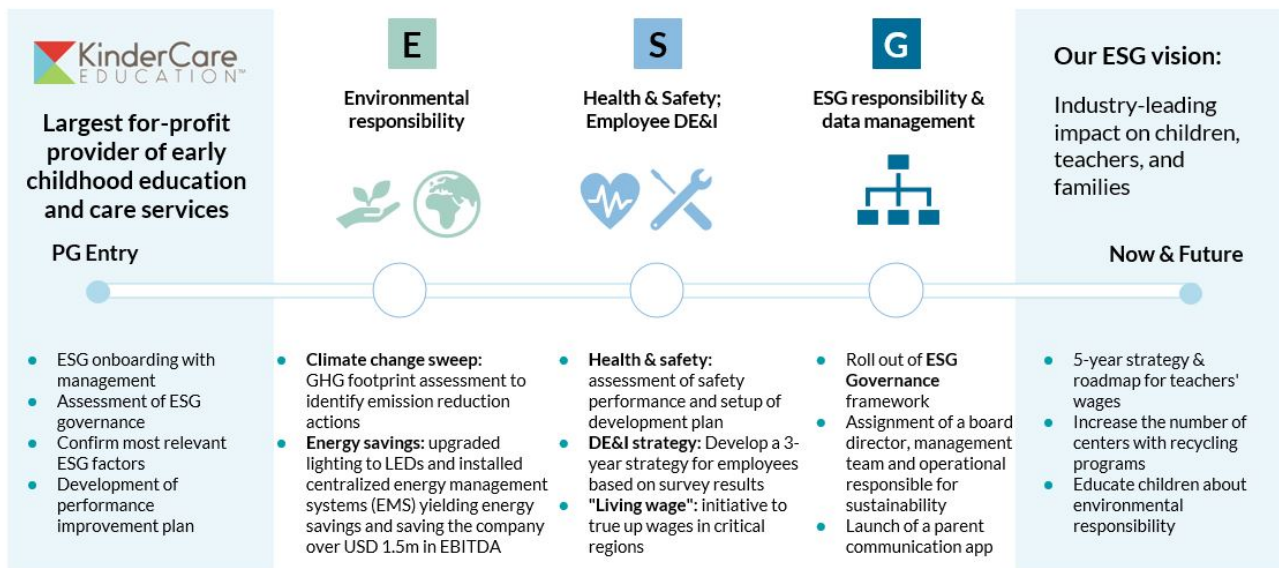 KinderCare
EDUCATION™
Largest for-profit
provider of early
childhood education
and care services
PG Entry
E
Environmental
responsibility
S
Health & Safety;
Employee DE&I
G
ESG responsibility &
data management
Our ESG vision:
Industry-leading
impact on children,
teachers, and
families
Now & Future
● ESG onboarding with
management
● Assessment of ESG
governance
● Confirm most relevant
ESG factors
● Development of
performance
improvement plan
● Climate change sweep:
GHG footprint assessment to
identify emission reduction
actions
● Energy savings: upgraded
lighting to LEDs and installed
centralized energy management
systems (EMS) yielding energy
savings and saving the company
over USD 1.5m in EBITDA
● Health & safety:
assessment of safety
performance and setup of
development plan
● DE&I strategy: Develop a 3-
year strategy for employees
based on survey results
● "Living wage": initiative to
true up wages in critical
regions
● Roll out of ESG
Governance
framework
● Assignment of a board
director, management
team and operational
responsible for
sustainability
● Launch of a parent
communication app
● 5-year strategy &
roadmap for teachers'
wages
● Increase the number of
centers with recycling
programs
● Educate children about
environmental
responsibility